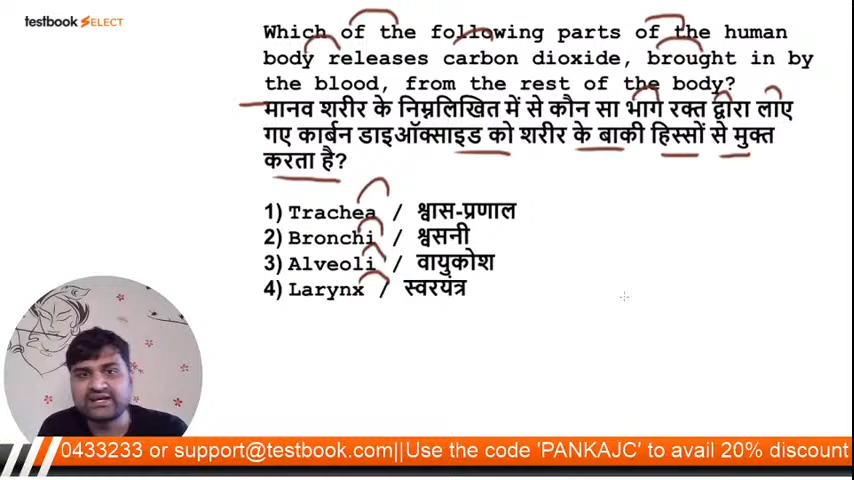 testbook SELECT
Which of the following parts of the human
body releases carbon dioxide, brought in by
the blood, from the rest of the body?
मानव शरीर के निम्नलिखित में से कौन सा भाग रक्त द्वारा लाए
गए कार्बन डाइऑक्साइड को शरीर के बाकी हिस्सों से मुक्त
करता है?
1) Trachea / श्वास-प्रणाल
2) Bronchi / श्वसनी
3) Alveoli / वायुकोश
4) Larynx / स्वरयंत्र
0433233 or support@testbook.com||Use the code 'PANKAJC' to avail 20% discount